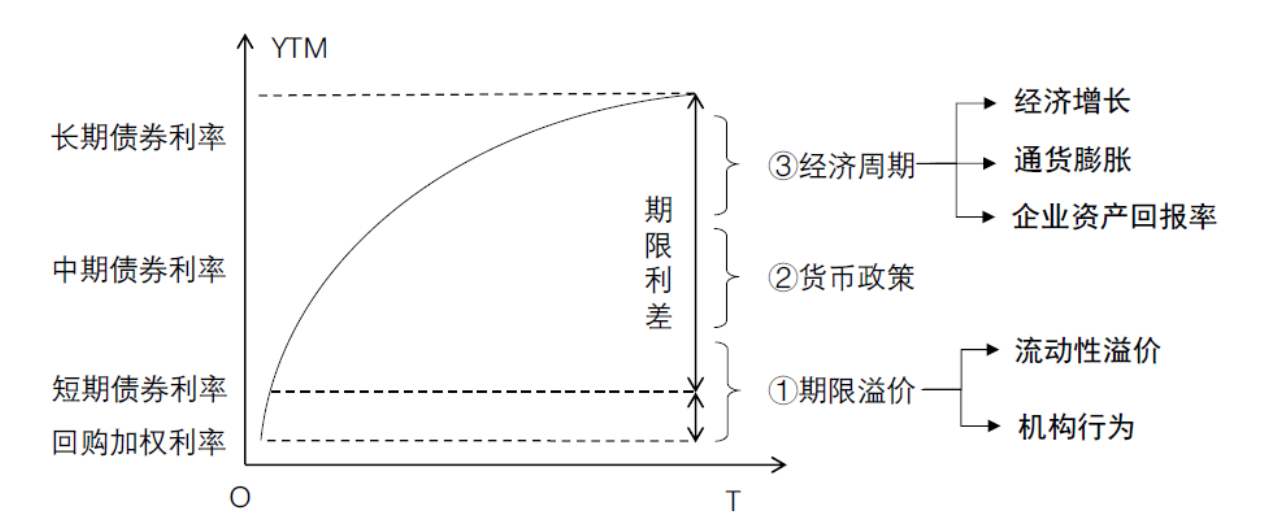 YTM
长期债券利率
中期债券利率
短期债券利率
回购加权利率
O
T
期限利差
③经济周期
经济增长
通货膨胀
企业资产回报率
②货币政策
①期限溢价
流动性溢价
机构行为